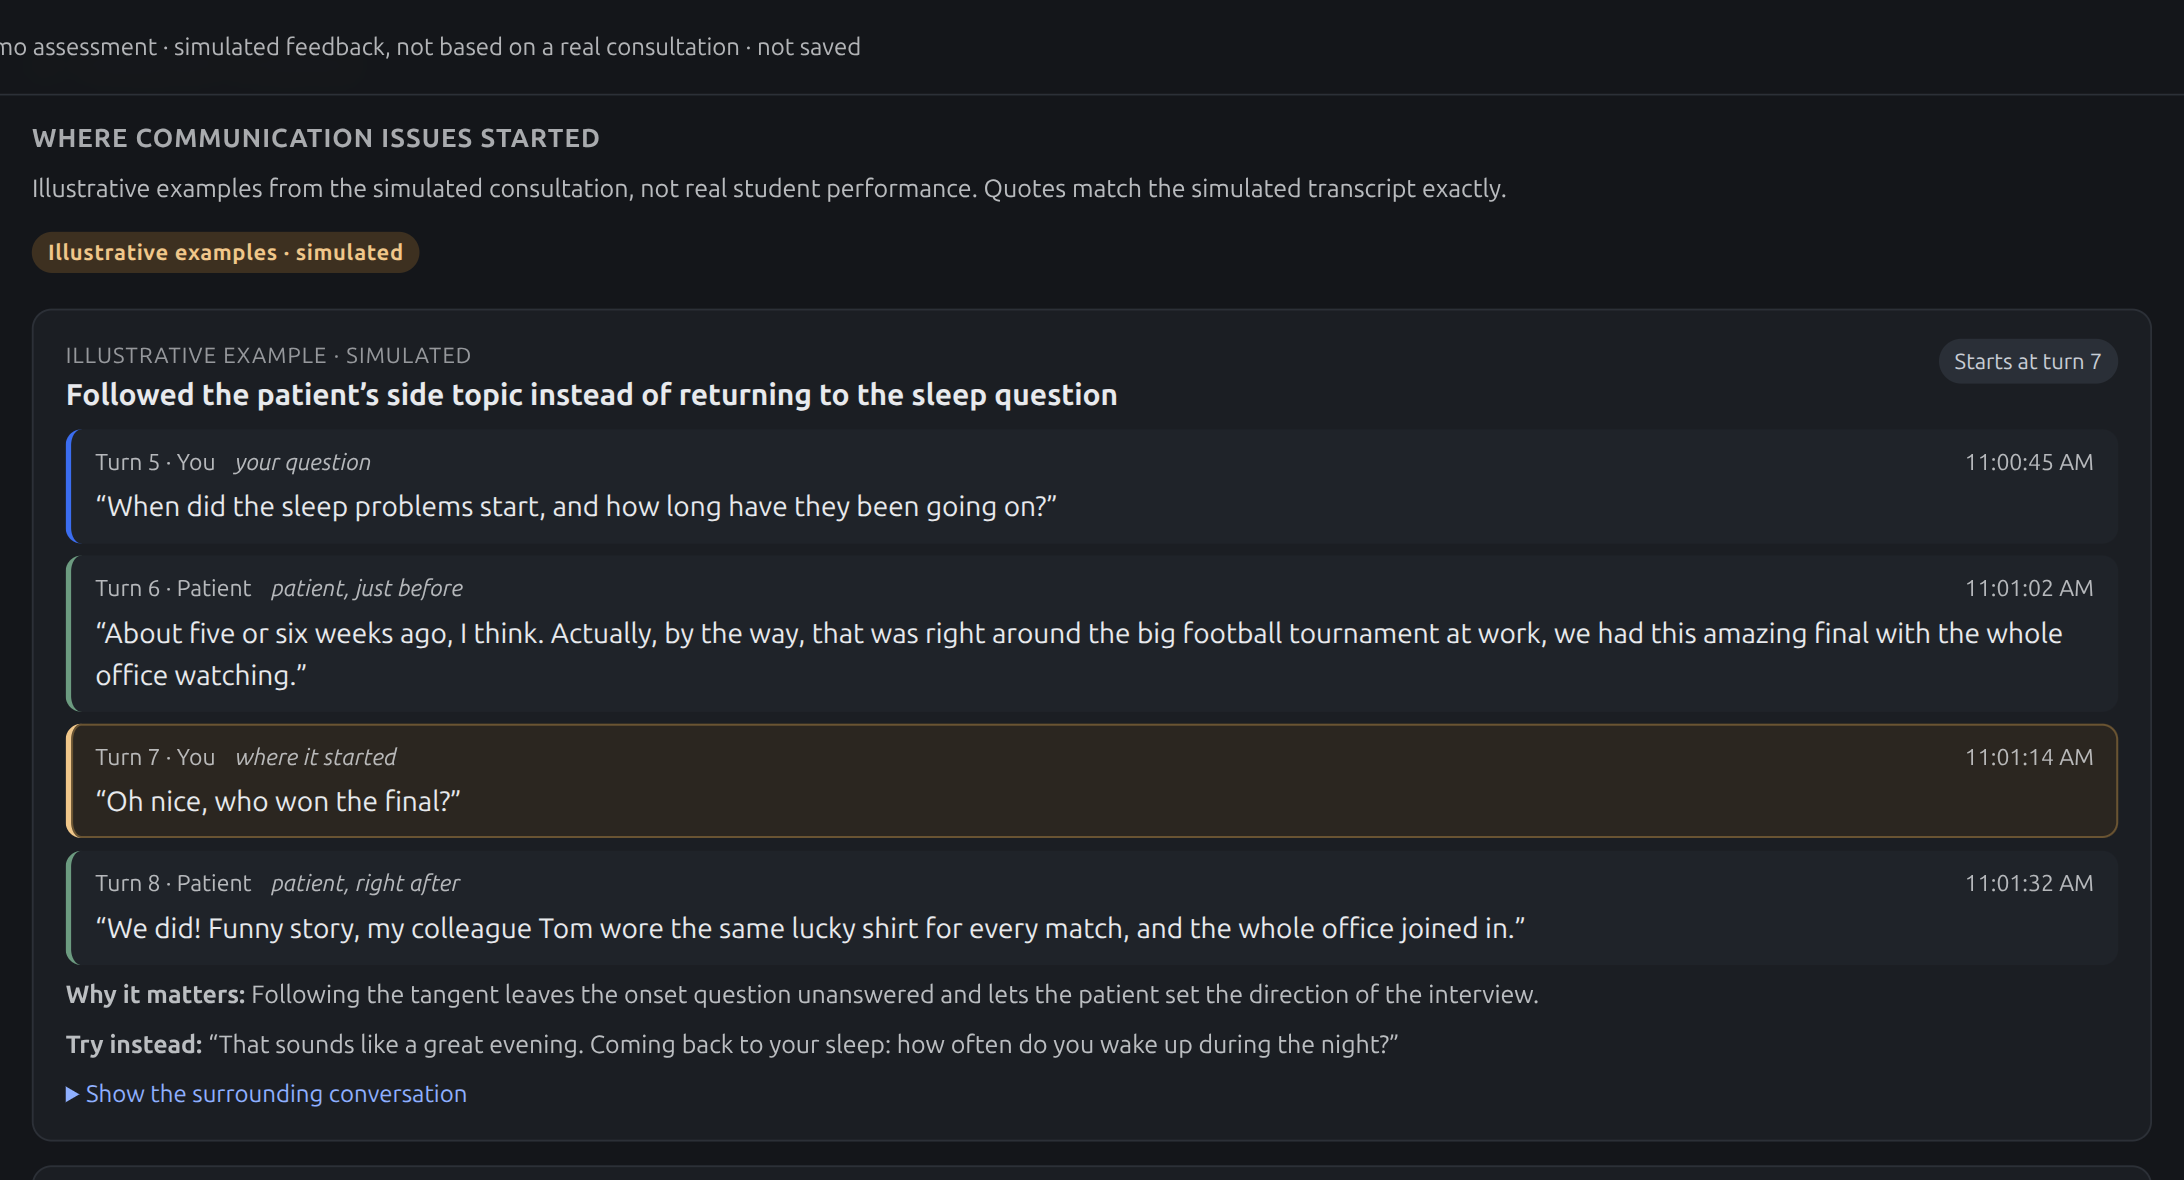 mo assessment · simulated feedback, not based on a real consultation · not saved
WHERE COMMUNICATION ISSUES STARTED
Illustrative examples from the simulated consultation, not real student performance. Quotes match the simulated transcript exactly.
Illustrative examples · simulated
ILLUSTRATIVE EXAMPLE · SIMULATED
Starts at turn 7
Followed the patient’s side topic instead of returning to the sleep question
Turn 5 · You your question 11:00:45 AM
“When did the sleep problems start, and how long have they been going on?”
Turn 6 · Patient patient, just before 11:01:02 AM
“About five or six weeks ago, I think. Actually, by the way, that was right around the big football tournament at work, we had this amazing final with the whole
office watching.”
Turn 7 · You where it started 11:01:14 AM
“Oh nice, who won the final?”
Turn 8 · Patient patient, right after 11:01:32 AM
“We did! Funny story, my colleague Tom wore the same lucky shirt for every match, and the whole office joined in.”
Why it matters: Following the tangent leaves the onset question unanswered and lets the patient set the direction of the interview.
Try instead: “That sounds like a great evening. Coming back to your sleep: how often do you wake up during the night?”
▶ Show the surrounding conversation